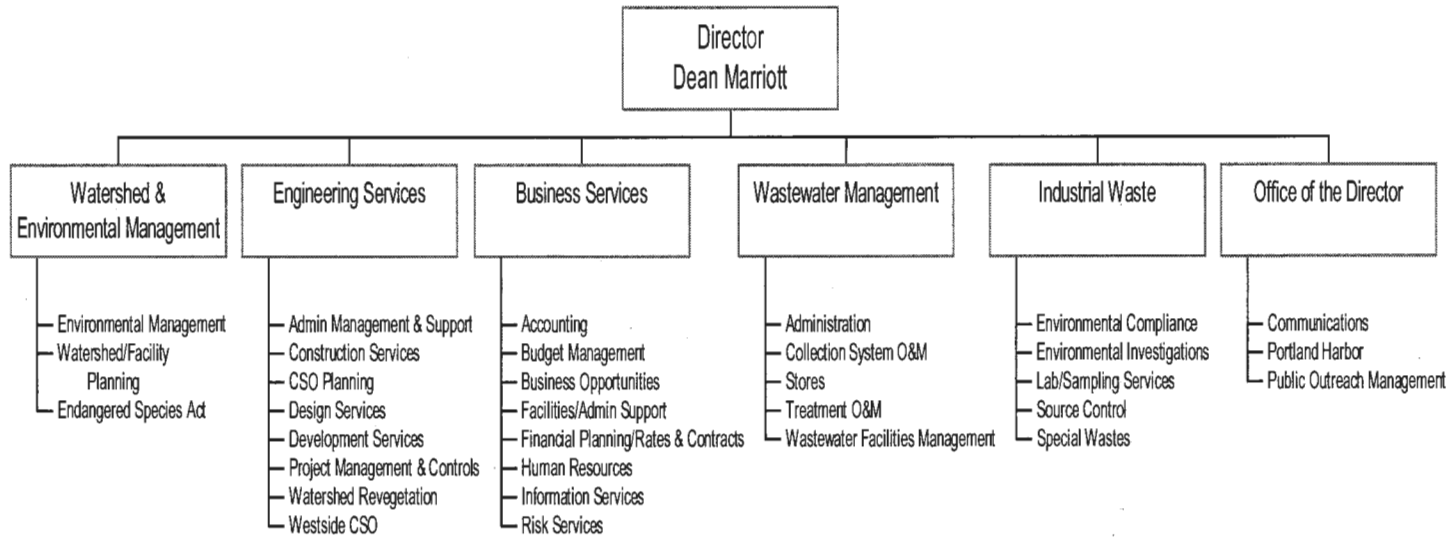 Director
Dean Marriott
Watershed &
Environmental Management
Environmental Management
Watershed/Facility
Planning
Endangered Species Act
Engineering Services
Admin Management & Support
Construction Services
CSO Planning
Design Services
Development Services
Project Management & Controls
Watershed Revegetation
Westside CSO
Business Services
Accounting
Budget Management
Business Opportunities
Facilities/Admin Support
Financial Planning/Rates & Contracts
Human Resources
Information Services
Risk Services
Wastewater Management
Administration
Collection System O&M
Stores
Treatment O&M
Wastewater Facilities Management
Industrial Waste
Environmental Compliance
Environmental Investigations
Lab/Sampling Services
Source Control
Special Wastes
Office of the Director
Communications
Portland Harbor
Public Outreach Management